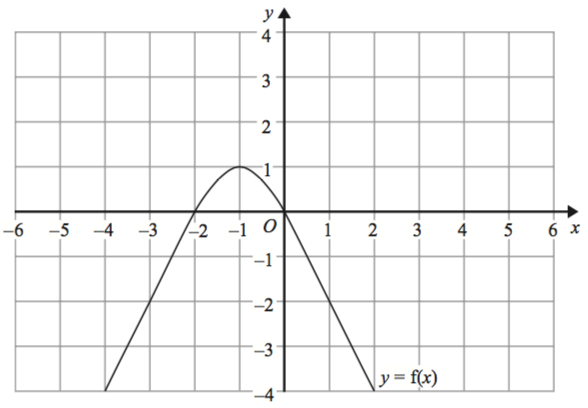 y
4
3
2
1
–6 –5 –4 –3 –2 –1 O 1 2 3 4 5 6 x
–1
–2
–3
y = f(x)
–4